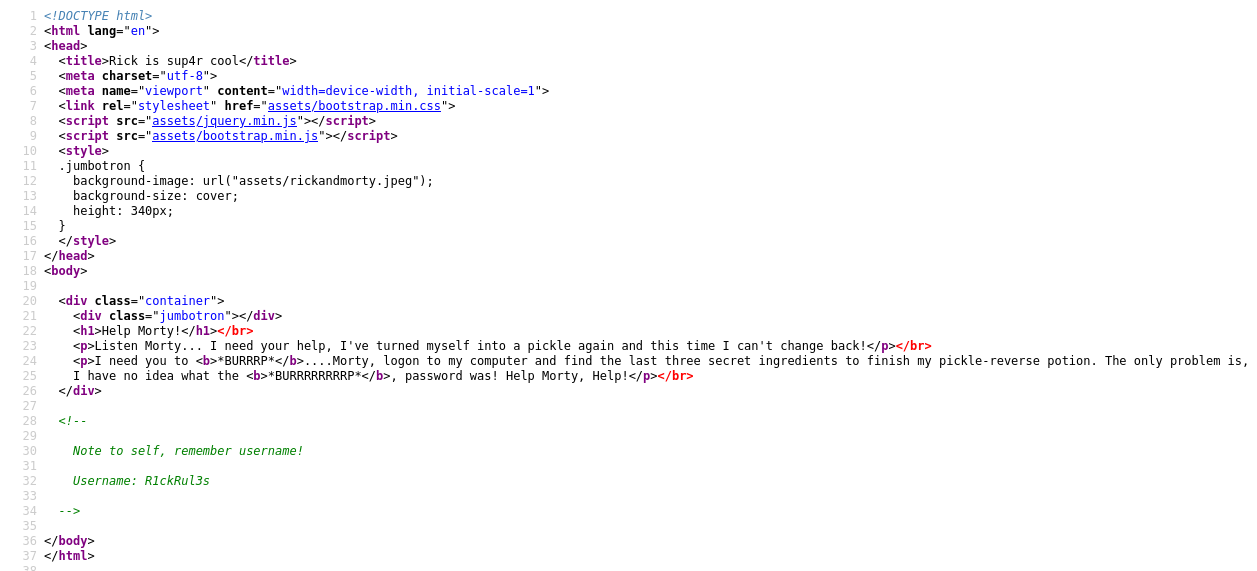 1 <!DOCTYPE html>
2 <html lang="en">
3 <head>
4   <title>Rick is sup4r cool</title>
5   <meta charset="utf-8">
6   <meta name="viewport" content="width=device-width, initial-scale=1">
7   <link rel="stylesheet" href="assets/bootstrap.min.css">
8   <script src="assets/jquery.min.js"></script>
9   <script src="assets/bootstrap.min.js"></script>
10   <style>
11   .jumbotron {
12     background-image: url("assets/rickandmorty.jpeg");
13     background-size: cover;
14     height: 340px;
15   }
16   </style>
17 </head>
18 <body>
19
20   <div class="container">
21     <div class="jumbotron"></div>
22     <h1>Help Morty!</h1></br>
23     <p>Listen Morty... I need your help, I've turned myself into a pickle again and this time I can't change back!</p></br>
24     <p>I need you to <b>*BURRRP*</b>....Morty, logon to my computer and find the last three secret ingredients to finish my pickle-reverse potion. The only problem is,
25     I have no idea what the <b>*BURRRRRRRRP*</b>, password was! Help Morty, Help!</p></br>
26   </div>
27
28   <!--
29
30     Note to self, remember username!
31
32     Username: R1ckRul3s
33
34   -->
35
36 </body>
37 </html>
38